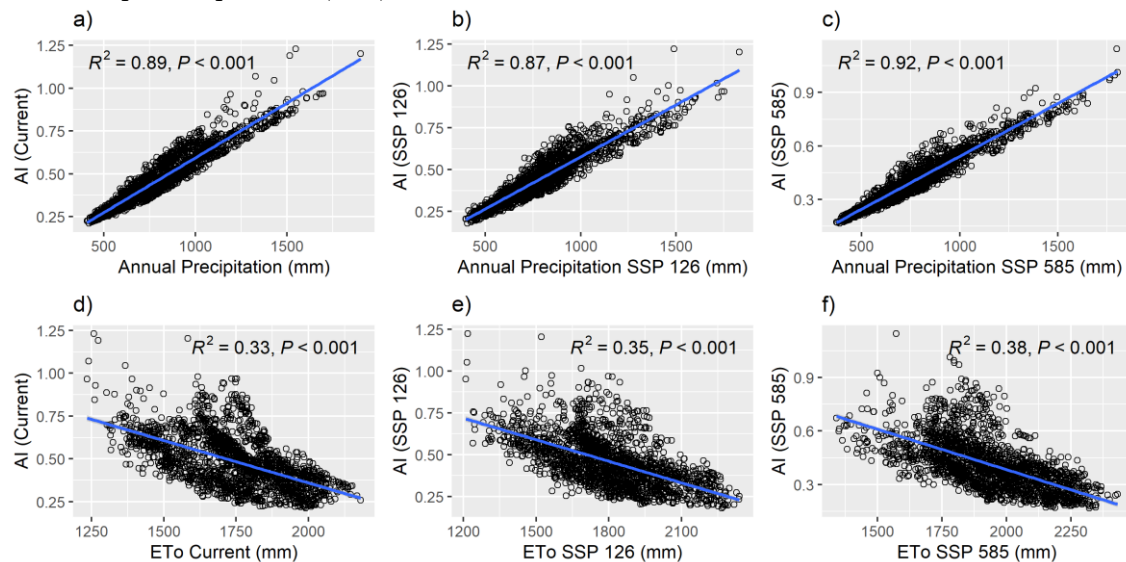 a)
b)
c)
R² = 0.89, P < 0.001
R² = 0.87, P < 0.001
R² = 0.92, P < 0.001
AI (Current)
1.25
1.00
0.75
0.50
0.25
AI (SSP 126)
1.25
1.00
0.75
0.50
0.25
AI (SSP 585)
0.9
0.6
0.3
500 1000 1500
500 1000 1500
500 1000 1500
Annual Precipitation (mm)
Annual Precipitation SSP 126 (mm)
Annual Precipitation SSP 585 (mm)
d)
e)
f)
R² = 0.33, P < 0.001
R² = 0.35, P < 0.001
R² = 0.38, P < 0.001
AI (Current)
1.25
1.00
0.75
0.50
0.25
AI (SSP 126)
1.25
1.00
0.75
0.50
0.25
AI (SSP 585)
0.9
0.6
0.3
1250 1500 1750 2000
1200 1500 1800 2100
1500 1750 2000 2250
ETo Current (mm)
ETo SSP 126 (mm)
ETo SSP 585 (mm)